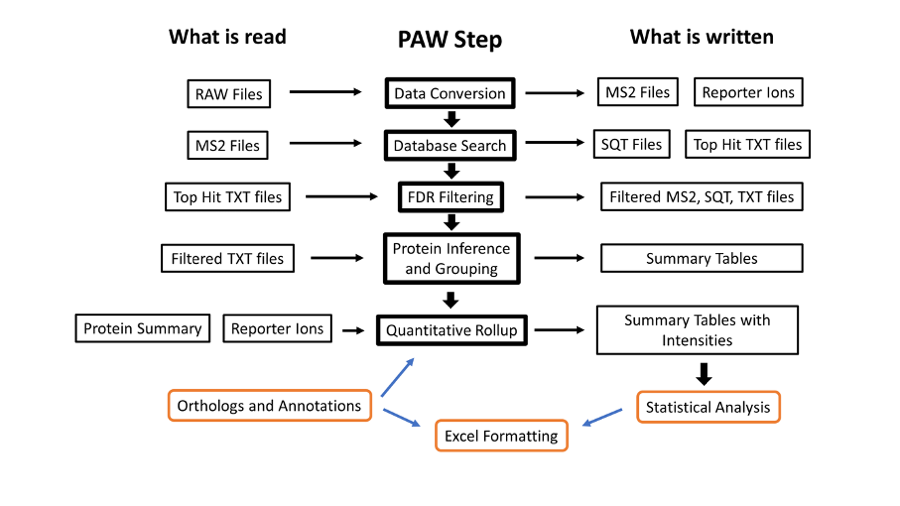 What is read
PAW Step
What is written
RAW Files
Data Conversion
MS2 Files
Reporter Ions
MS2 Files
Database Search
SQT Files
Top Hit TXT files
Top Hit TXT files
FDR Filtering
Filtered MS2, SQT, TXT files
Filtered TXT files
Protein Inference
and Grouping
Summary Tables
Protein Summary
Reporter Ions
Quantitative Rollup
Summary Tables with
Intensities
Orthologs and Annotations
Statistical Analysis
Excel Formatting